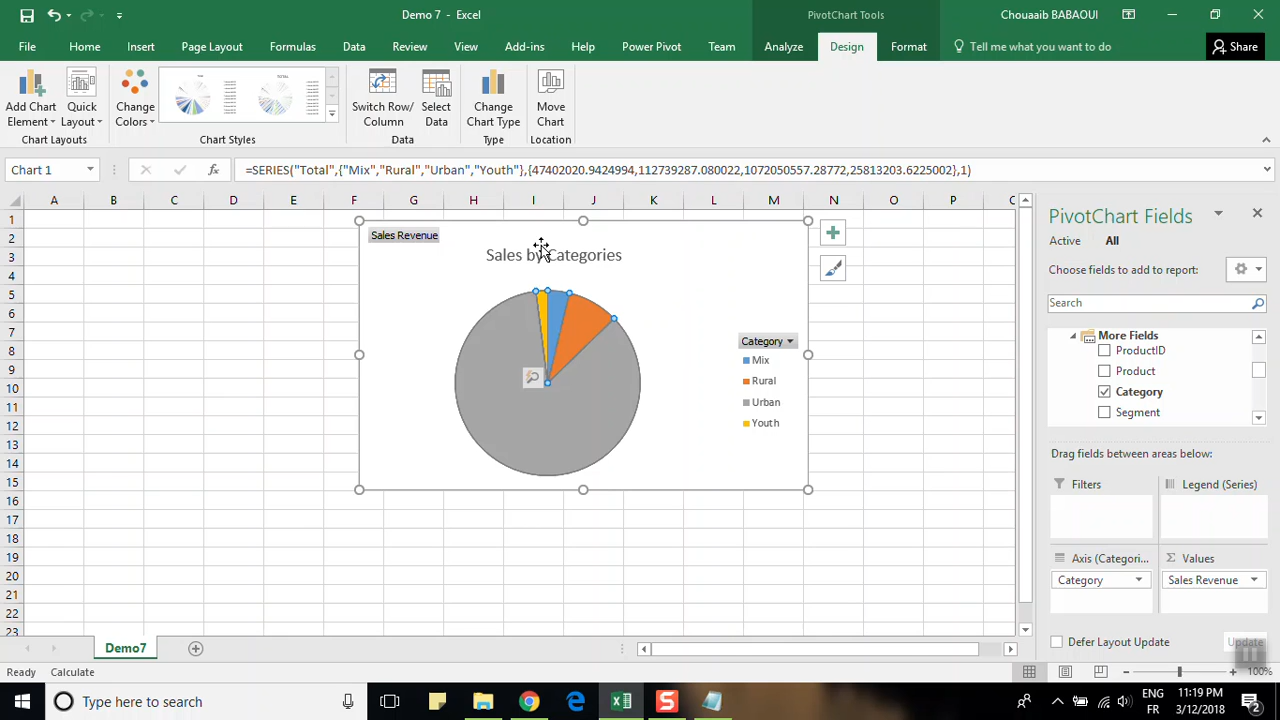 Demo 7 - Excel
PivotChart Tools
Chouaaib BABAOUI
File Home Insert Page Layout Formulas Data Review View Add-ins Help Power Pivot Team Analyze Design Format Tell me what you want to do Share
Add Chart Element
Quick Layout
Change Colors
Switch Row/ Column
Select Data
Change Chart Type
Move Chart
Chart Layouts
Chart Styles
Data
Type
Location
Chart 1
fx
=SERIES("Total",{"Mix","Rural","Urban","Youth"},{47402020.9424994,112739287.080022,1072050557.28772,25813203.6225002},1)
A B C D E F G H I J K L M N O P
1
2
3
4
5
6
7
8
9
10
11
12
13
14
15
16
17
18
19
20
21
22
23
Sales Revenue
Sales by Categories
Category
Mix
Rural
Urban
Youth
PivotChart Fields
Active All
Choose fields to add to report:
Search
More Fields
ProductID
Product
Category
Segment
Drag fields between areas below:
Filters
Legend (Series)
Axis (Categori...
Values
Category
Sales Revenue
Defer Layout Update
Update
Demo7
Ready Calculate
100%
Type here to search
ENG
FR
11:19 PM
3/12/2018
2